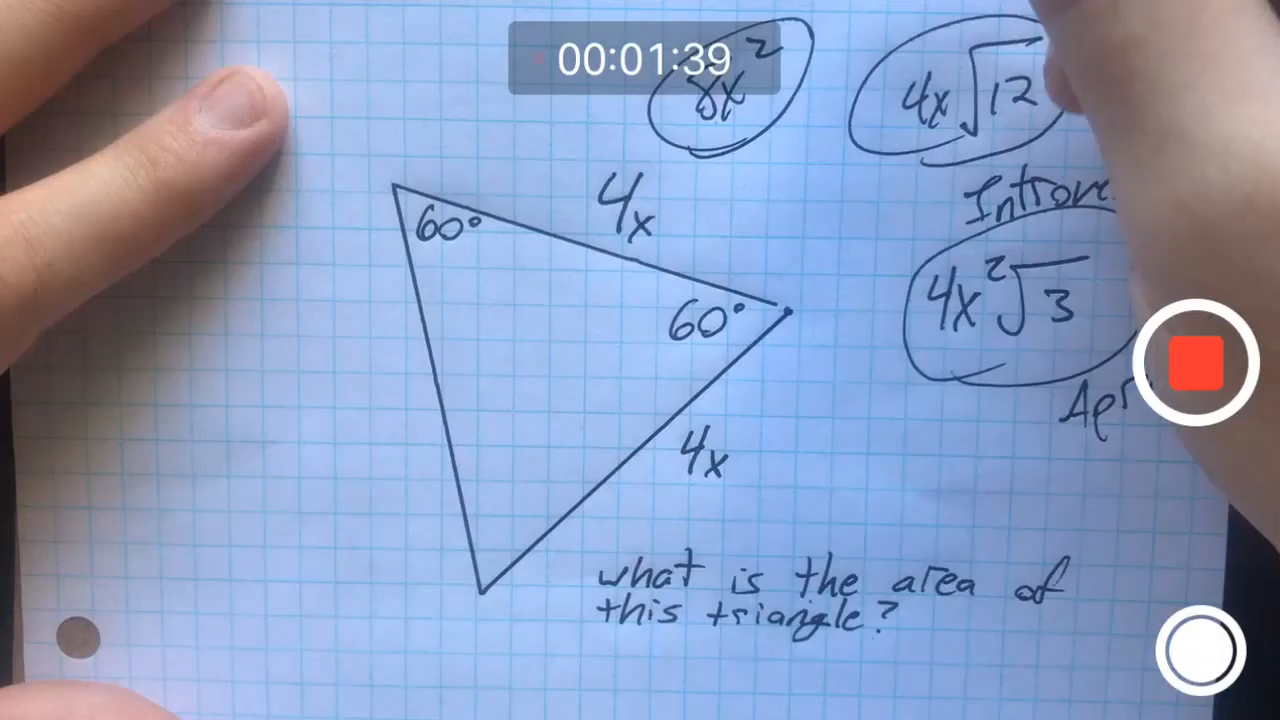 00:01:39
8x²
4x√12
60°
4x
4x²√3
60°
4x
what is the area of
this triangle?